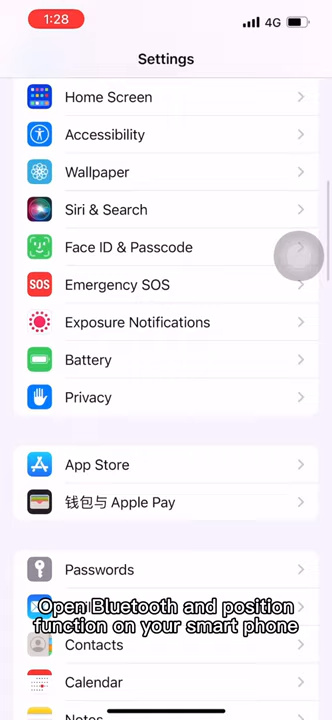 1:28
4G
Settings
Home Screen
Accessibility
Wallpaper
Siri & Search
Face ID & Passcode
SOS
Emergency SOS
Exposure Notifications
Battery
Privacy
App Store
钱包与 Apple Pay
Passwords
Open Bluetooth and position
function on your smart phone
Contacts
Calendar
Notes